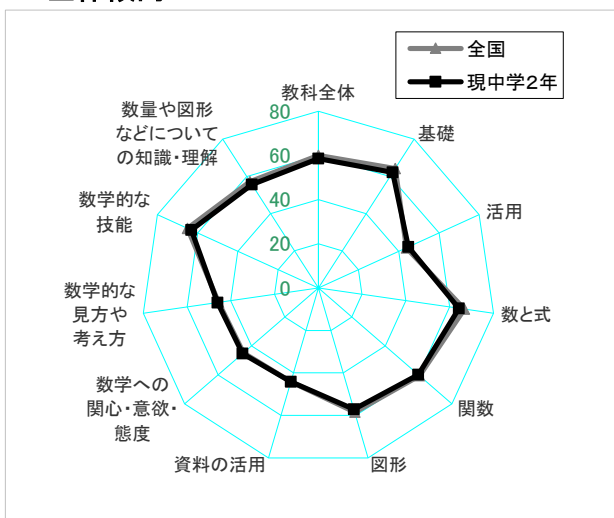 全国
現中学2年
教科全体
基礎
活用
数と式
関数
図形
資料の活用
数学への
関心・意欲・
態度
数学的な
見方や
考え方
数学的な
技能
数量や図形
などについて
の知識・理解
80
60
40
20
0